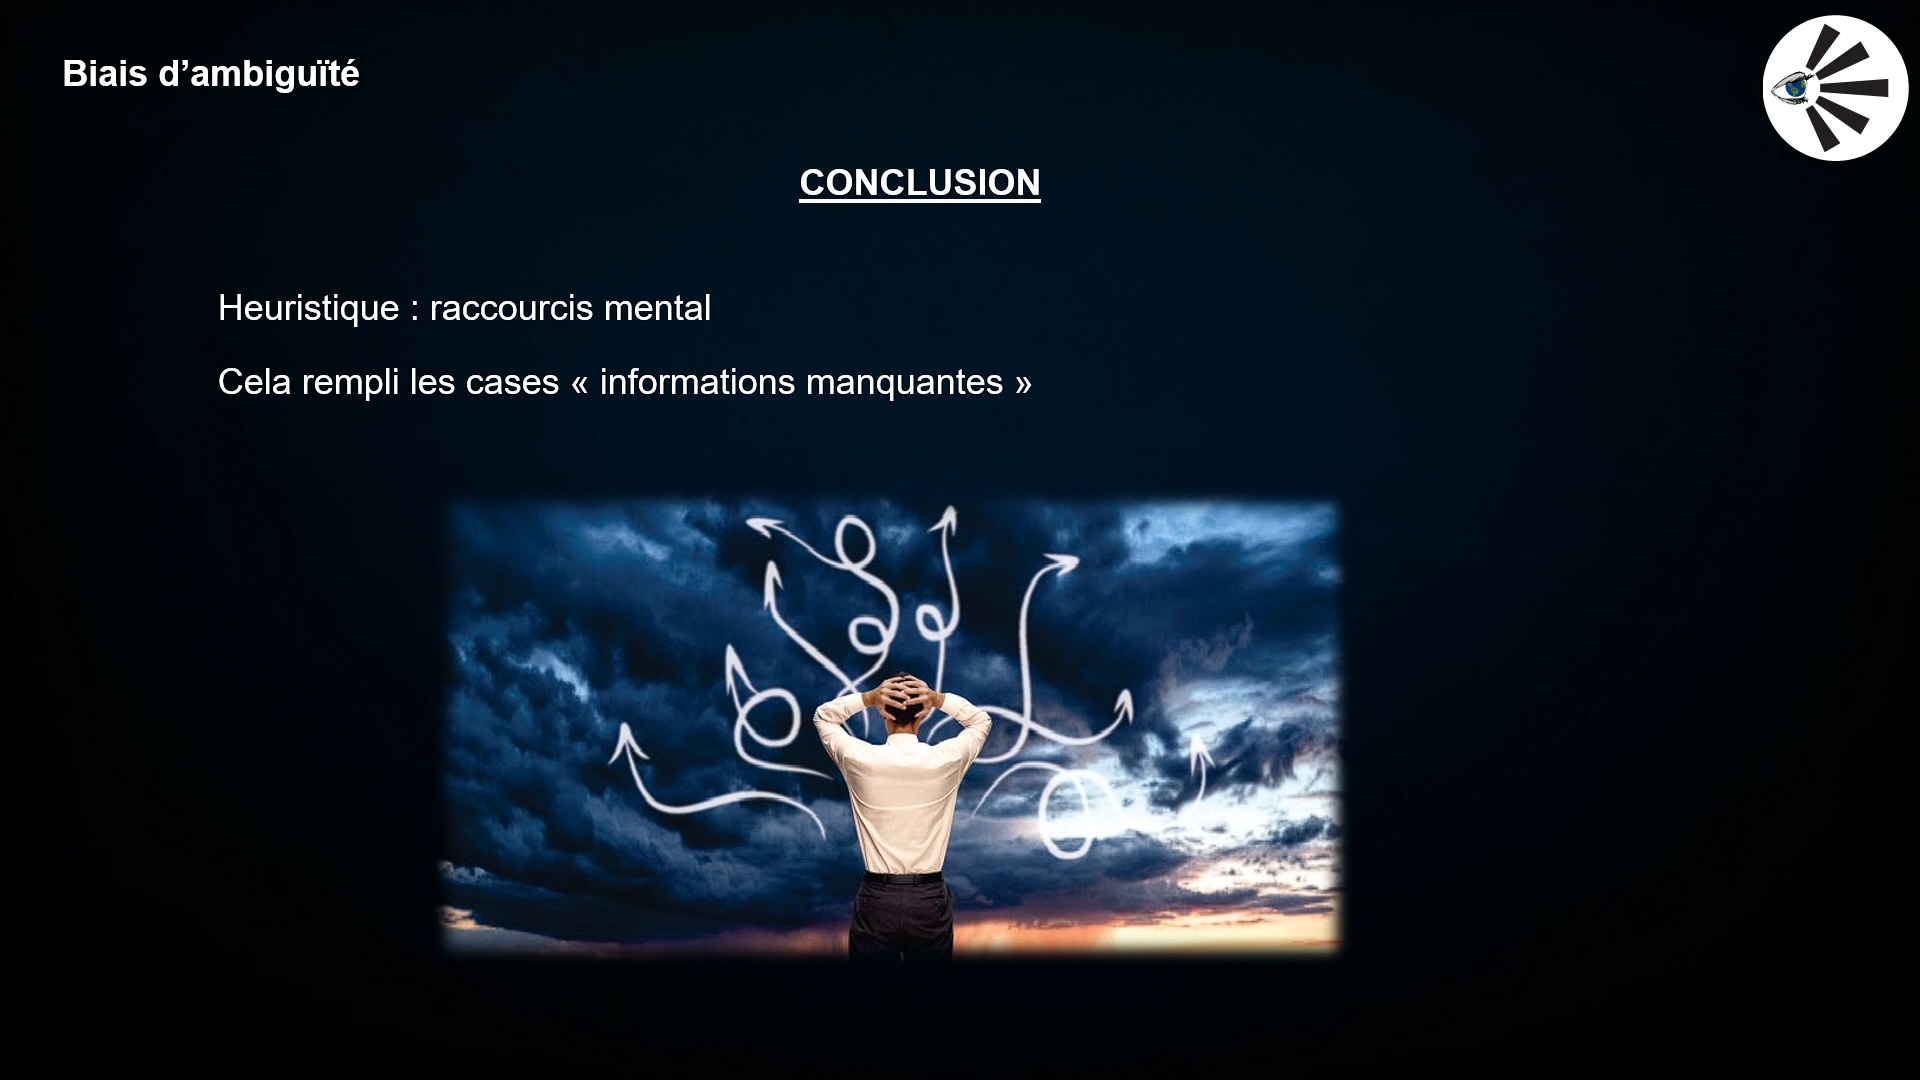 Biais d’ambiguïté
CONCLUSION
Heuristique : raccourcis mental
Cela rempli les cases « informations manquantes »